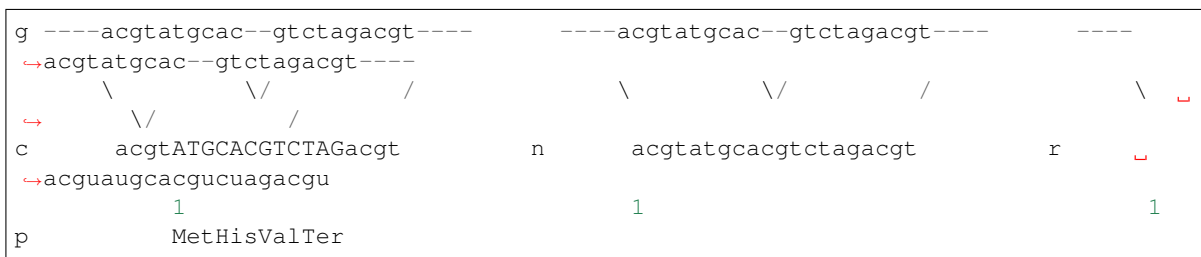 g ----acgtatgcac--gtctagacgt----         ----acgtatgcac--gtctagacgt----      ----
↪acgtatgcac--gtctagacgt----
      \         \/         /              \         \/         /              \  ␣
↪       \/         /
c       acgtATGCACGTCTAGacgt         n       acgtatgcacgtctagacgt         r     ␣
↪acguaugcacgucuagacgu
            1                               1                                  1
p           MetHisValTer